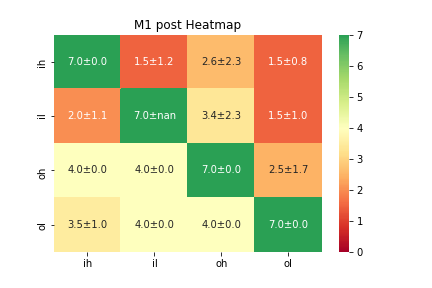 M1 post Heatmap
ih 7.0±0.0 1.5±1.2 2.6±2.3 1.5±0.8
il 2.0±1.1 7.0±nan 3.4±2.3 1.5±1.0
oh 4.0±0.0 4.0±0.0 7.0±0.0 2.5±1.7
ol 3.5±1.0 4.0±0.0 4.0±0.0 7.0±0.0
ih il oh ol
7
6
5
4
3
2
1
0